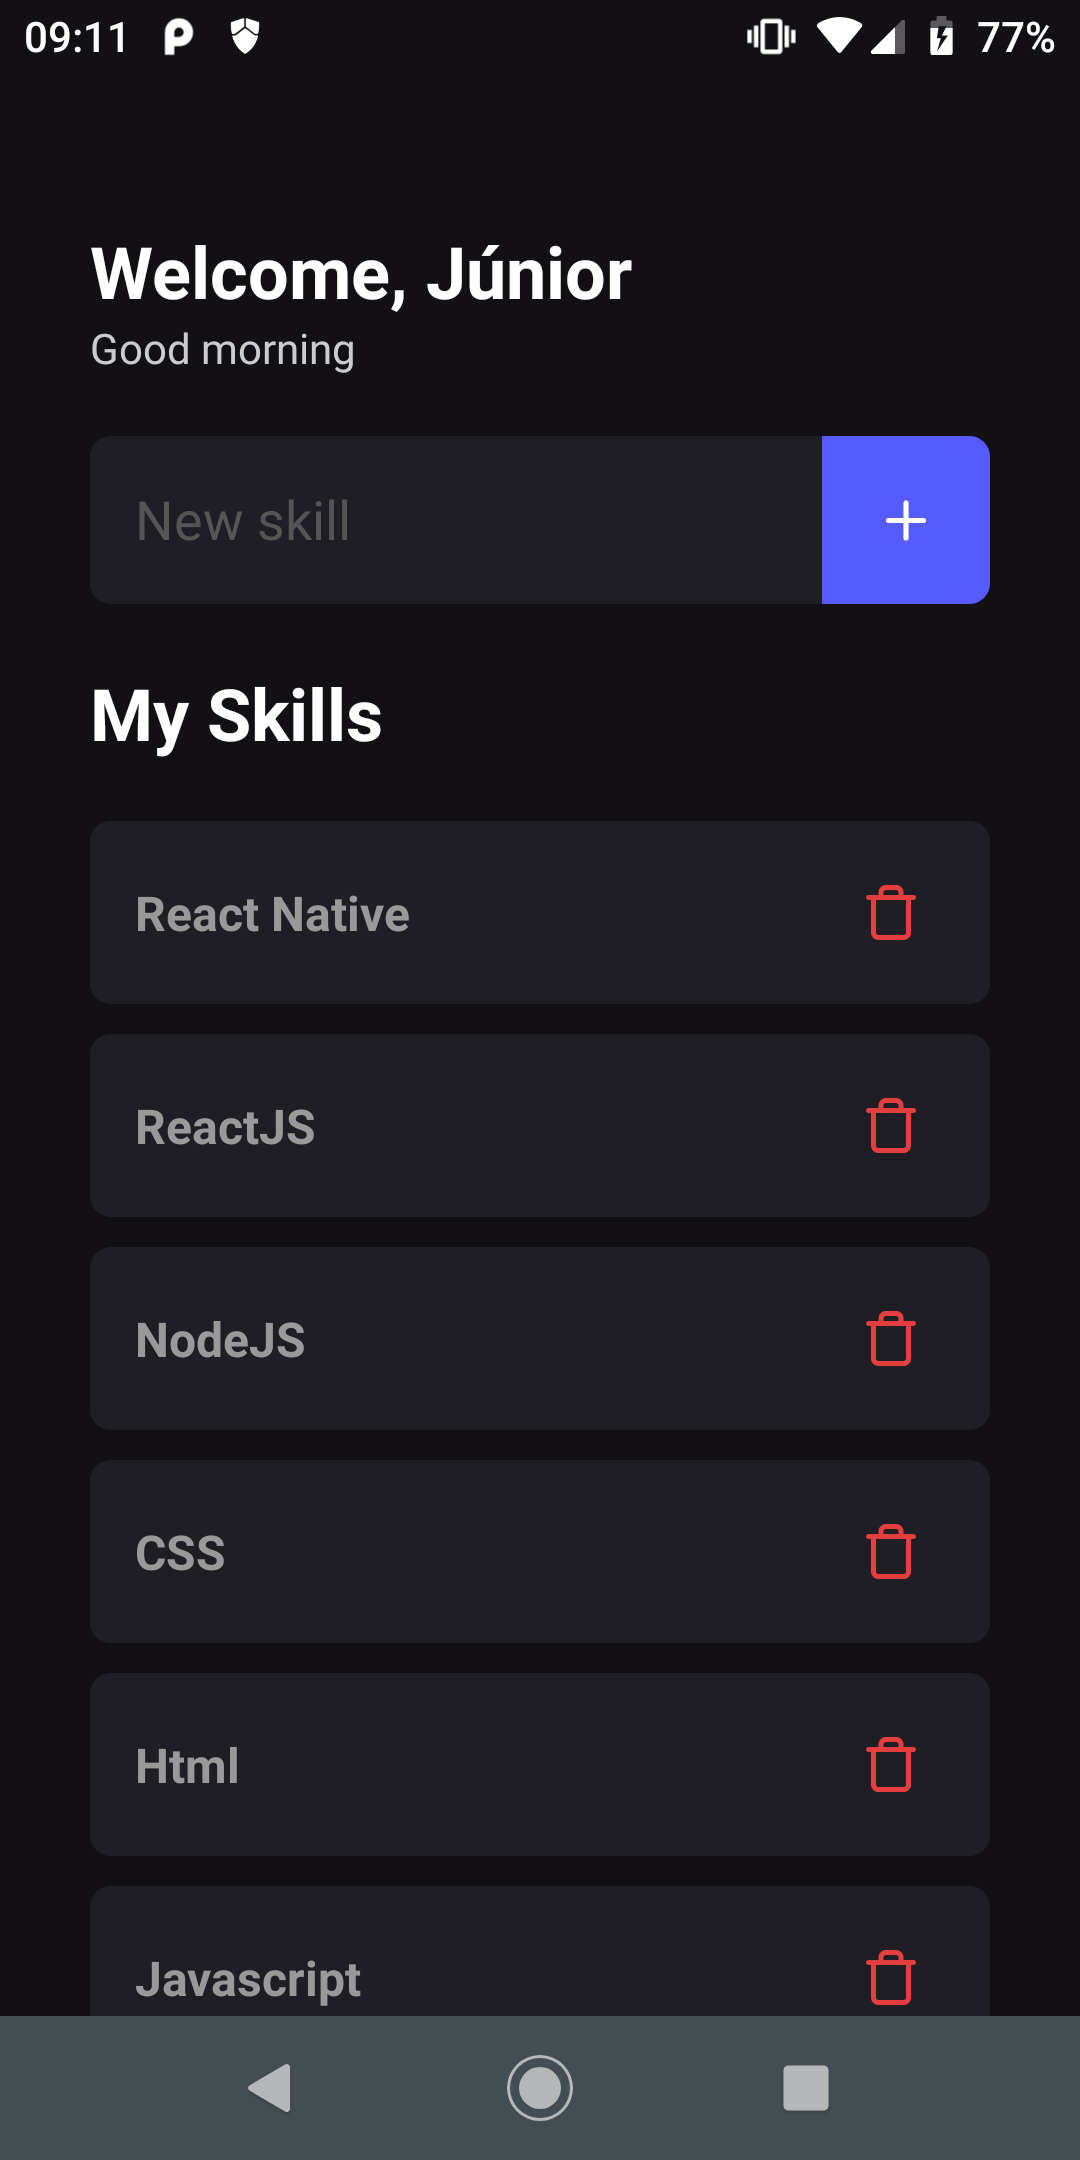 09:11 77%
Welcome, Júnior
Good morning
New skill
My Skills
React Native
ReactJS
NodeJS
CSS
Html
Javascript